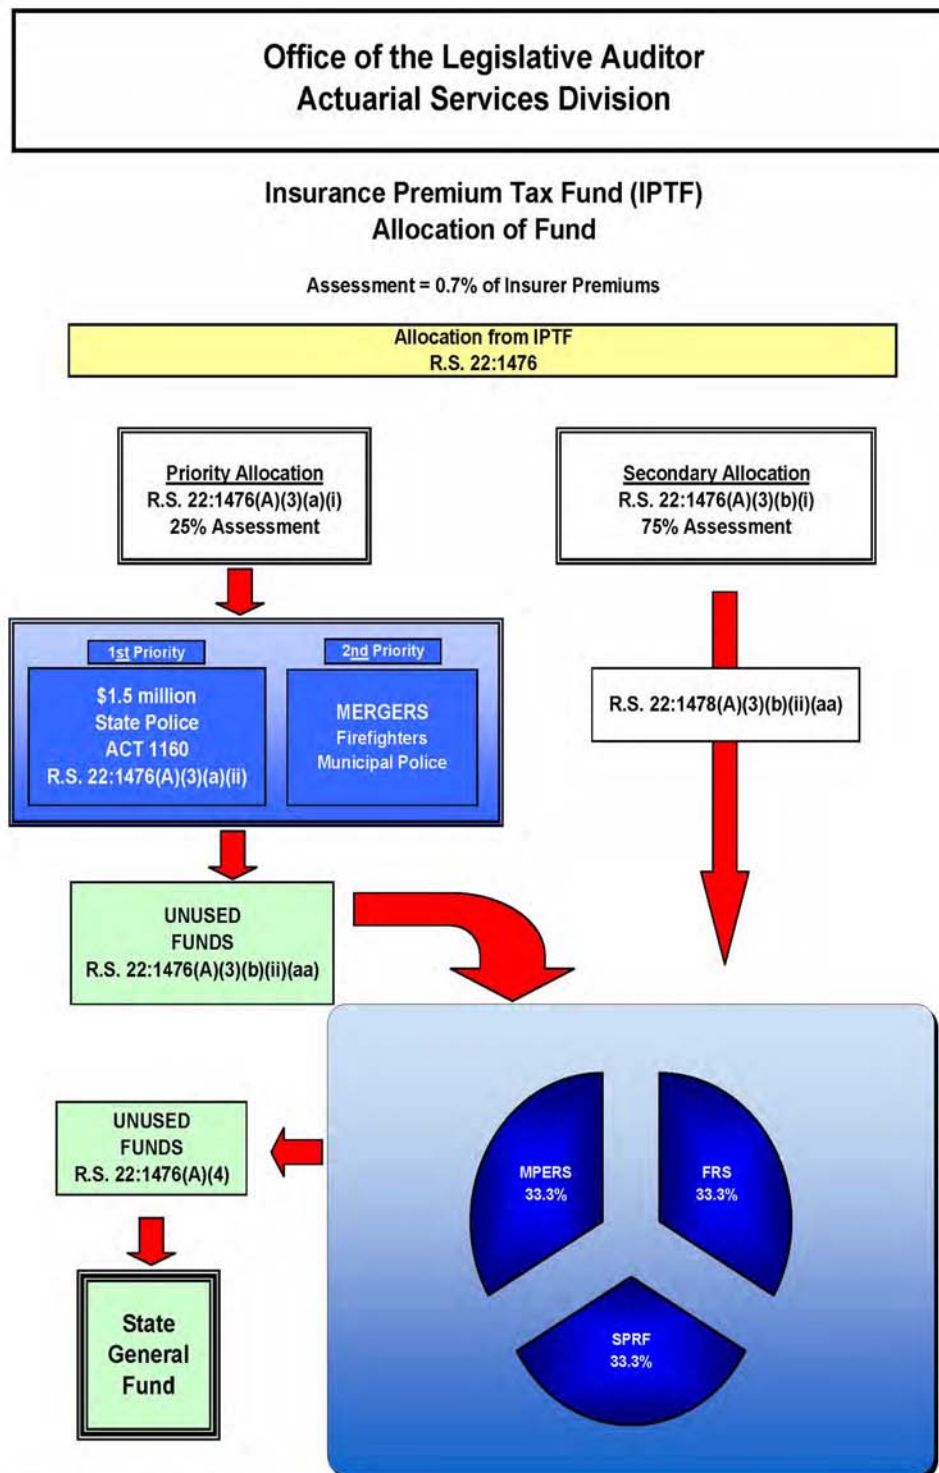 Office of the Legislative Auditor
Actuarial Services Division
Insurance Premium Tax Fund (IPTF)
Allocation of Fund
Assessment = 0.7% of Insurer Premiums
Allocation from IPTF
R.S. 22:1476
Priority Allocation
R.S. 22:1476(A)(3)(a)(i)
25% Assessment
Secondary Allocation
R.S. 22:1476(A)(3)(b)(i)
75% Assessment
1st Priority
$1.5 million
State Police
ACT 1160
R.S. 22:1476(A)(3)(a)(ii)
2nd Priority
MERGERS
Firefighters
Municipal Police
R.S. 22:1478(A)(3)(b)(ii)(aa)
UNUSED
FUNDS
R.S. 22:1476(A)(3)(b)(ii)(aa)
MPERS
33.3%
FRS
33.3%
SPRF
33.3%
UNUSED
FUNDS
R.S. 22:1476(A)(4)
State
General
Fund